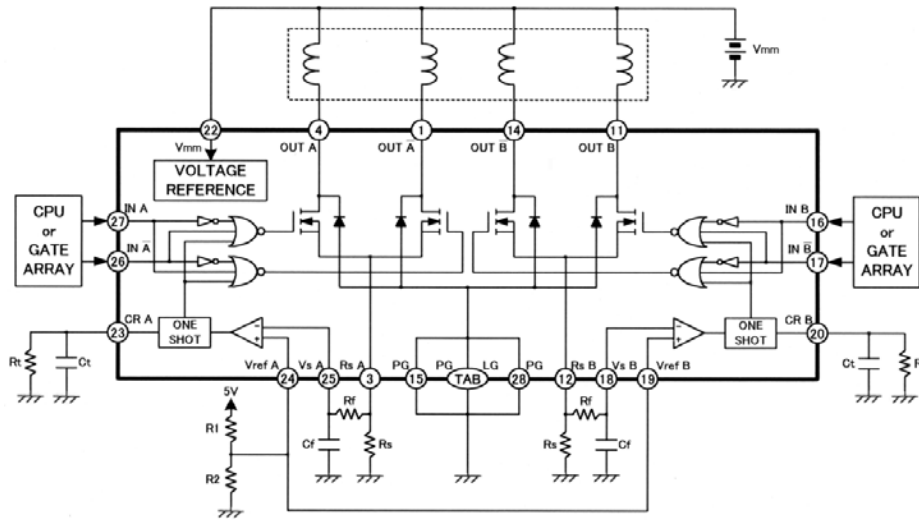 Vmm
22
4
1
14
11
Vmm
OUT A
OUT A̅
OUT B̅
OUT B
VOLTAGE
REFERENCE
CPU
or
GATE
ARRAY
27
IN A
26
IN A̅
IN B
16
IN B̅
17
CPU
or
GATE
ARRAY
CR A
23
ONE
SHOT
−
+
−
+
ONE
SHOT
CR B
20
Rt
Ct
Vref A
Vs A
Rs A
PG
PG
LG
PG
Rs B
Vs B
Vref B
24
25
3
15
TAB
28
12
18
19
Ct
5V
R1
R2
Rf
Cf
Rs
Rf
Rs
Cf